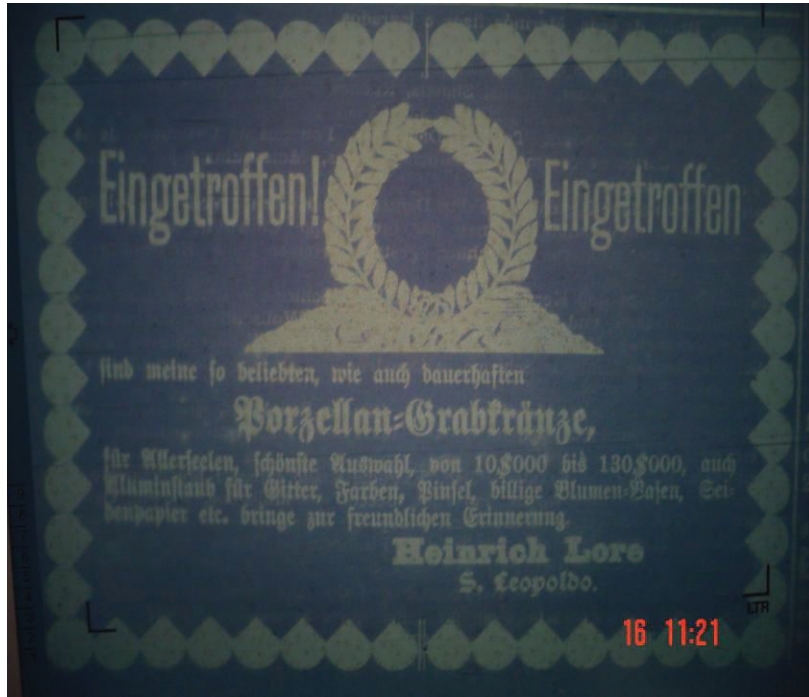 Eingetroffen! Eingetroffen
sind meine so beliebten, wie auch dauerhaften
Porzellan-Grabkränze,
für Allerseelen, schönste Auswahl, von 10,$000 bis 130,$000, auch
Aluminstaub für Gitter, Farben, Pinsel, billige Blumen-Vasen, Sei-
denpapier etc. bringe zur freundlichen Erinnerung
Heinrich Lore
S. Leopoldo.
LTR
16 11:21